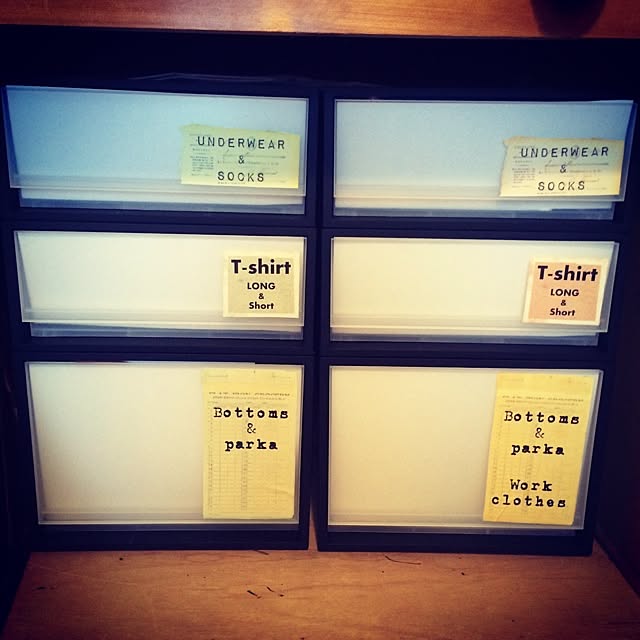 UNDERWEAR
&
SOCKS
UNDERWEAR
&
SOCKS
T-shirt
LONG
&
Short
T-shirt
LONG
&
Short
Bottoms
&
parka
Bottoms
&
parka
Work
clothes